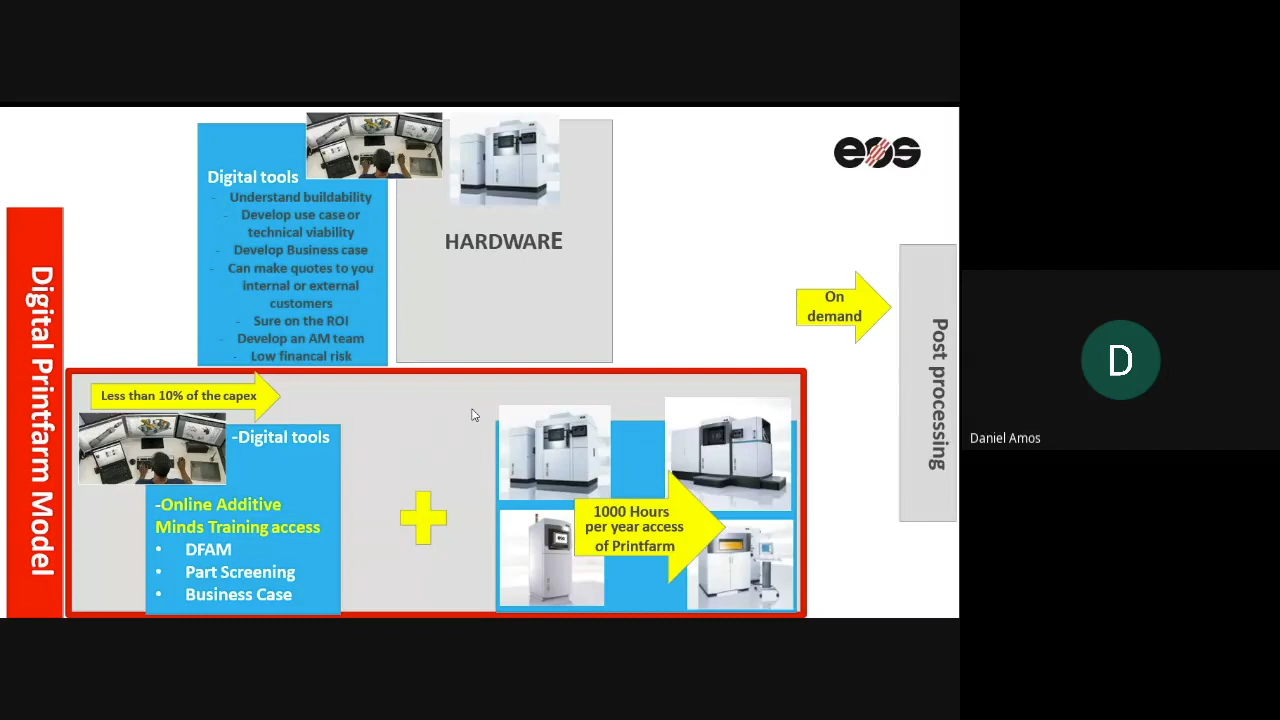 eos
Digital Printfarm Model
Digital tools
- Understand buildability
- Develop use case or
technical viability
- Develop Business case
- Can make quotes to you
internal or external
customers
- Sure on the ROI
- Develop an AM team
- Low financal risk
HARDWARE
On
demand
Post processing
Less than 10% of the capex
-Digital tools
-Online Additive
Minds Training access
• DFAM
• Part Screening
• Business Case
1000 Hours
per year access
of Printfarm
D
Daniel Amos